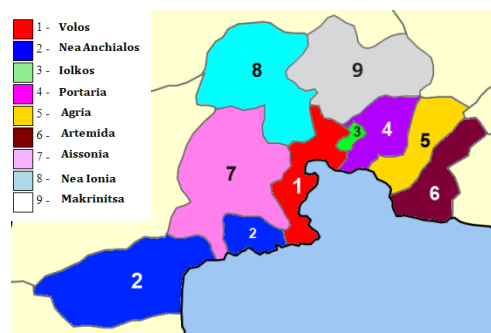 1 - Volos
2 - Nea Anchialos
3 - Iolkos
4 - Portaria
5 - Agria
6 - Artemida
7 - Aissonia
8 - Nea Ionia
9 - Makrinitsa
8
9
3
4
5
7
1
6
2
2